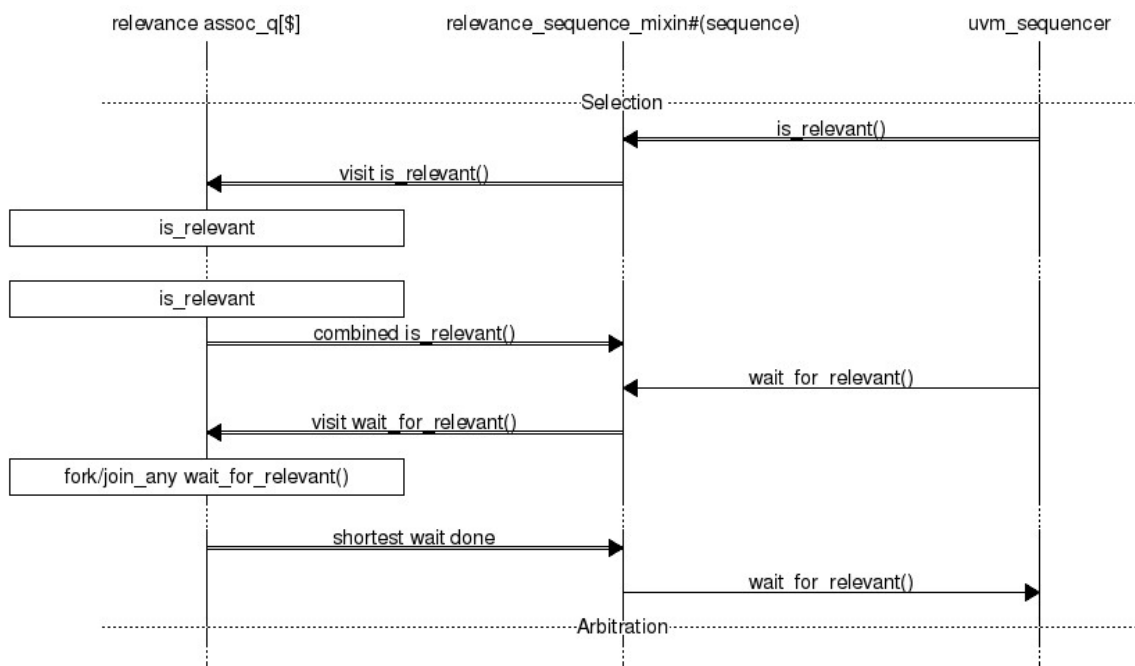 relevance assoc_q[$] relevance_sequence_mixin#(sequence) uvm_sequencer
Selection
is_relevant()
visit is_relevant()
is_relevant
is_relevant
combined is_relevant()
wait_for_relevant()
visit wait_for_relevant()
fork/join_any wait_for_relevant()
shortest wait done
wait_for_relevant()
Arbitration